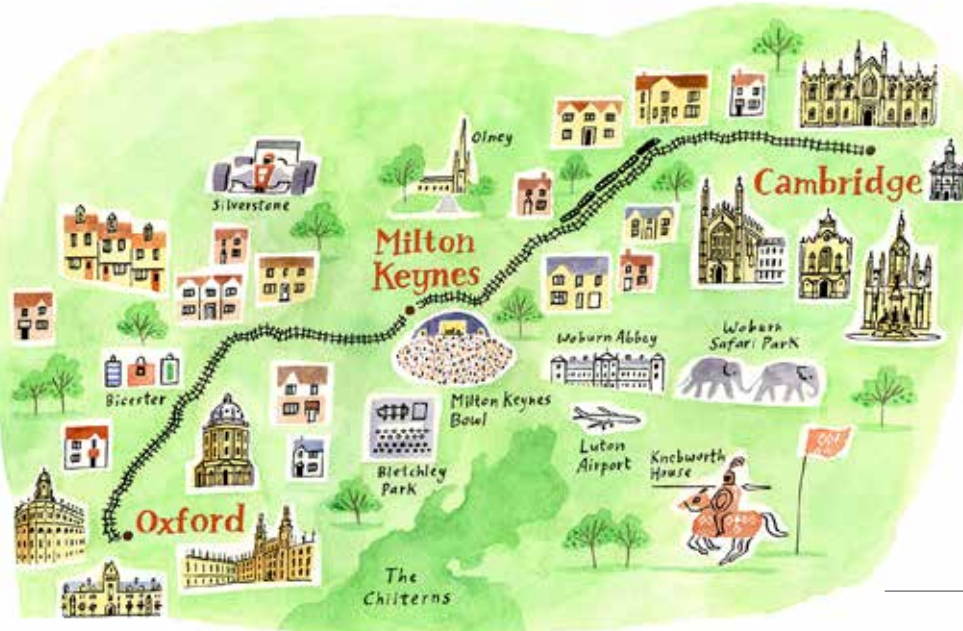 Olney
Silverstone
Cambridge
Milton
Keynes
Woburn Abbey
Woburn
Safari Park
Bicester
Milton Keynes
Bowl
Bletchley
Park
Luton
Airport
Knebworth
House
Oxford
The
Chilterns